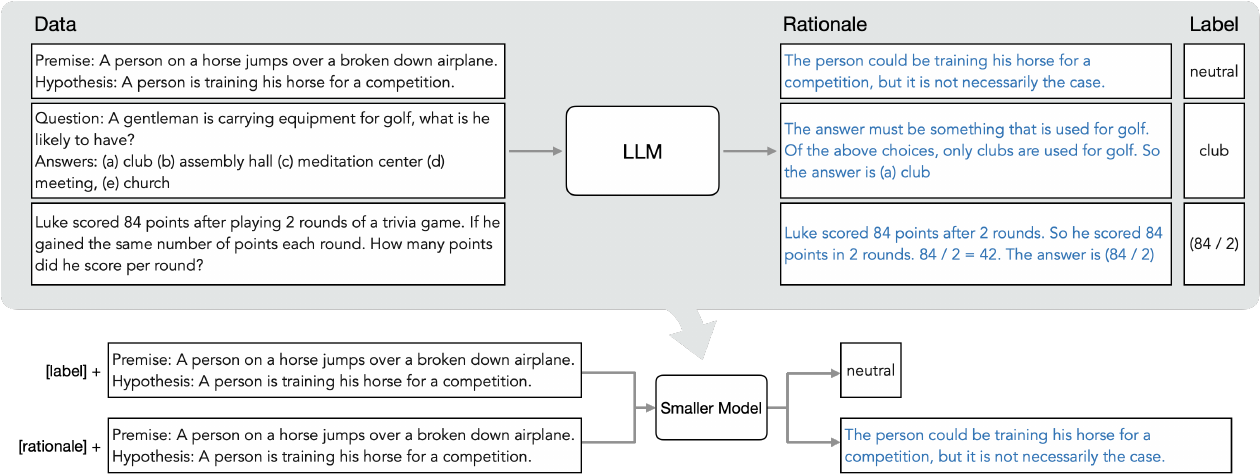 Data
Rationale
Label
Premise: A person on a horse jumps over a broken down airplane.
Hypothesis: A person is training his horse for a competition.
The person could be training his horse for a
competition, but it is not necessarily the case.
neutral
Question: A gentleman is carrying equipment for golf, what is he
likely to have?
Answers: (a) club (b) assembly hall (c) meditation center (d)
meeting, (e) church
LLM
The answer must be something that is used for golf.
Of the above choices, only clubs are used for golf. So
the answer is (a) club
club
Luke scored 84 points after playing 2 rounds of a trivia game. If he
gained the same number of points each round. How many points
did he score per round?
Luke scored 84 points after 2 rounds. So he scored 84
points in 2 rounds. 84 / 2 = 42. The answer is (84 / 2)
(84 / 2)
[label] +
Premise: A person on a horse jumps over a broken down airplane.
Hypothesis: A person is training his horse for a competition.
Smaller Model
neutral
[rationale] +
Premise: A person on a horse jumps over a broken down airplane.
Hypothesis: A person is training his horse for a competition.
The person could be training his horse for a
competition, but it is not necessarily the case.